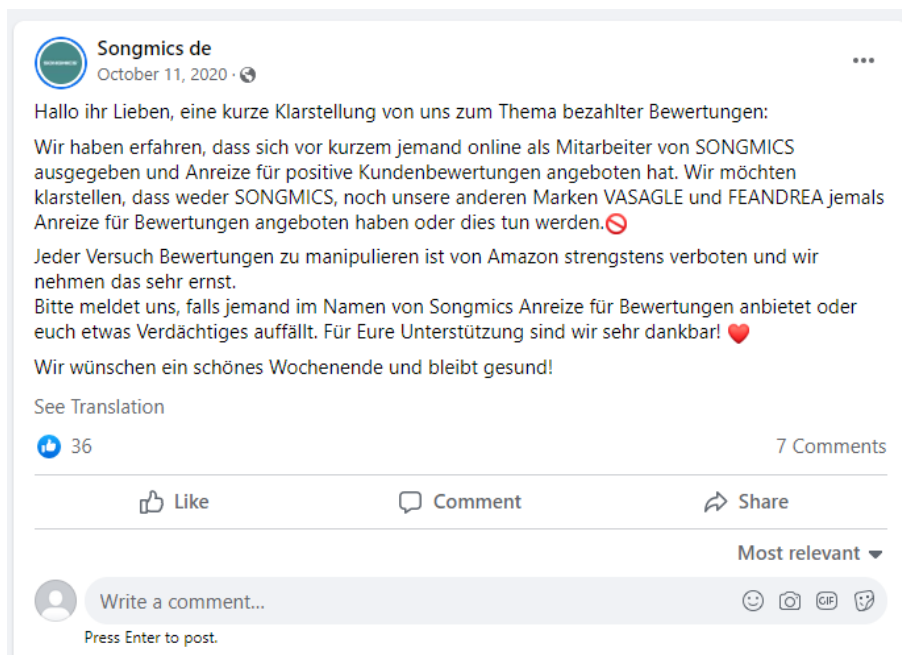 SONGMICS
Songmics de
October 11, 2020 ·
Hallo ihr Lieben, eine kurze Klarstellung von uns zum Thema bezahlter Bewertungen:
Wir haben erfahren, dass sich vor kurzem jemand online als Mitarbeiter von SONGMICS
ausgegeben und Anreize für positive Kundenbewertungen angeboten hat. Wir möchten
klarstellen, dass weder SONGMICS, noch unsere anderen Marken VASAGLE und FEANDREA jemals
Anreize für Bewertungen angeboten haben oder dies tun werden.🚫
Jeder Versuch Bewertungen zu manipulieren ist von Amazon strengstens verboten und wir
nehmen das sehr ernst.
Bitte meldet uns, falls jemand im Namen von Songmics Anreize für Bewertungen anbietet oder
euch etwas Verdächtiges auffällt. Für Eure Unterstützung sind wir sehr dankbar! ❤️
Wir wünschen ein schönes Wochenende und bleibt gesund!
See Translation
36
7 Comments
Like
Comment
Share
Most relevant
Write a comment...
GIF
Press Enter to post.